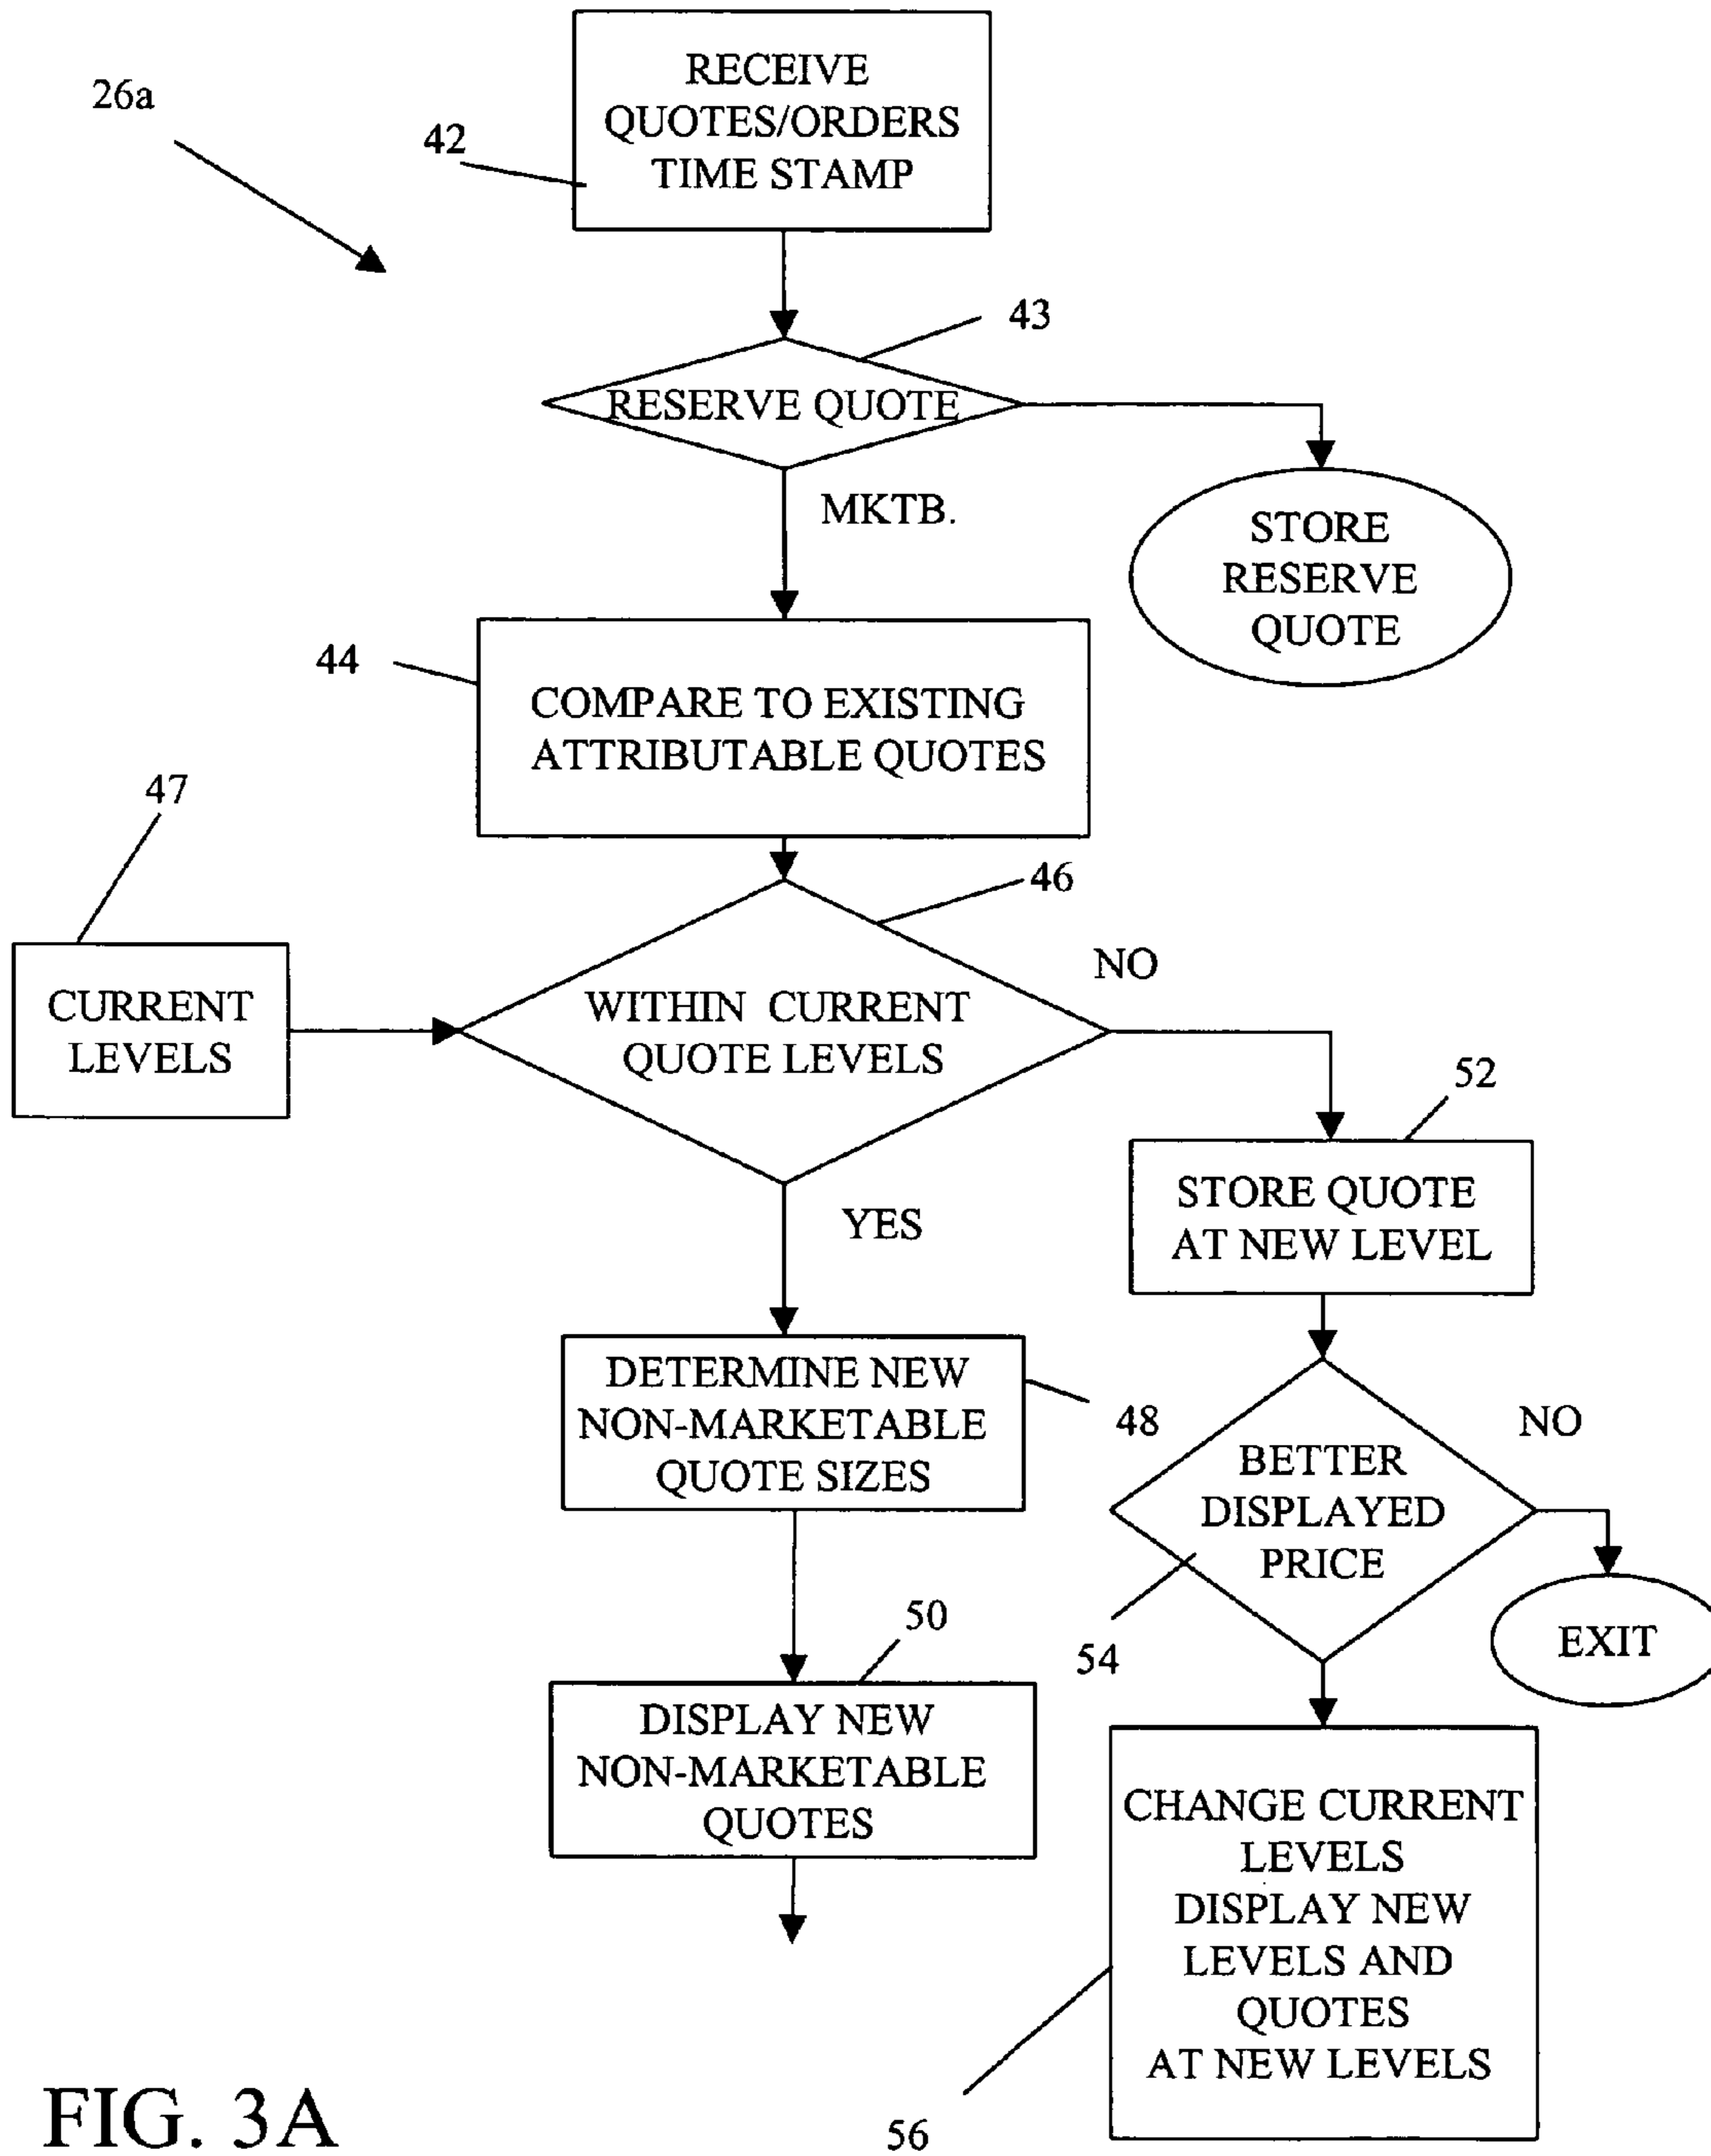 RECEIVE
QUOTES/ORDERS
TIME STAMP
26a
42
43
RESERVE QUOTE
MKTB.
STORE
RESERVE
QUOTE
44
COMPARE TO EXISTING
ATTRIBUTABLE QUOTES
47
46
NO
CURRENT
LEVELS
WITHIN CURRENT
QUOTE LEVELS
52
YES
STORE QUOTE
AT NEW LEVEL
DETERMINE NEW
NON-MARKETABLE
QUOTE SIZES
48
NO
BETTER
DISPLAYED
PRICE
50
54
EXIT
DISPLAY NEW
NON-MARKETABLE
QUOTES
CHANGE CURRENT
LEVELS
DISPLAY NEW
LEVELS AND
QUOTES
AT NEW LEVELS
FIG. 3A
56